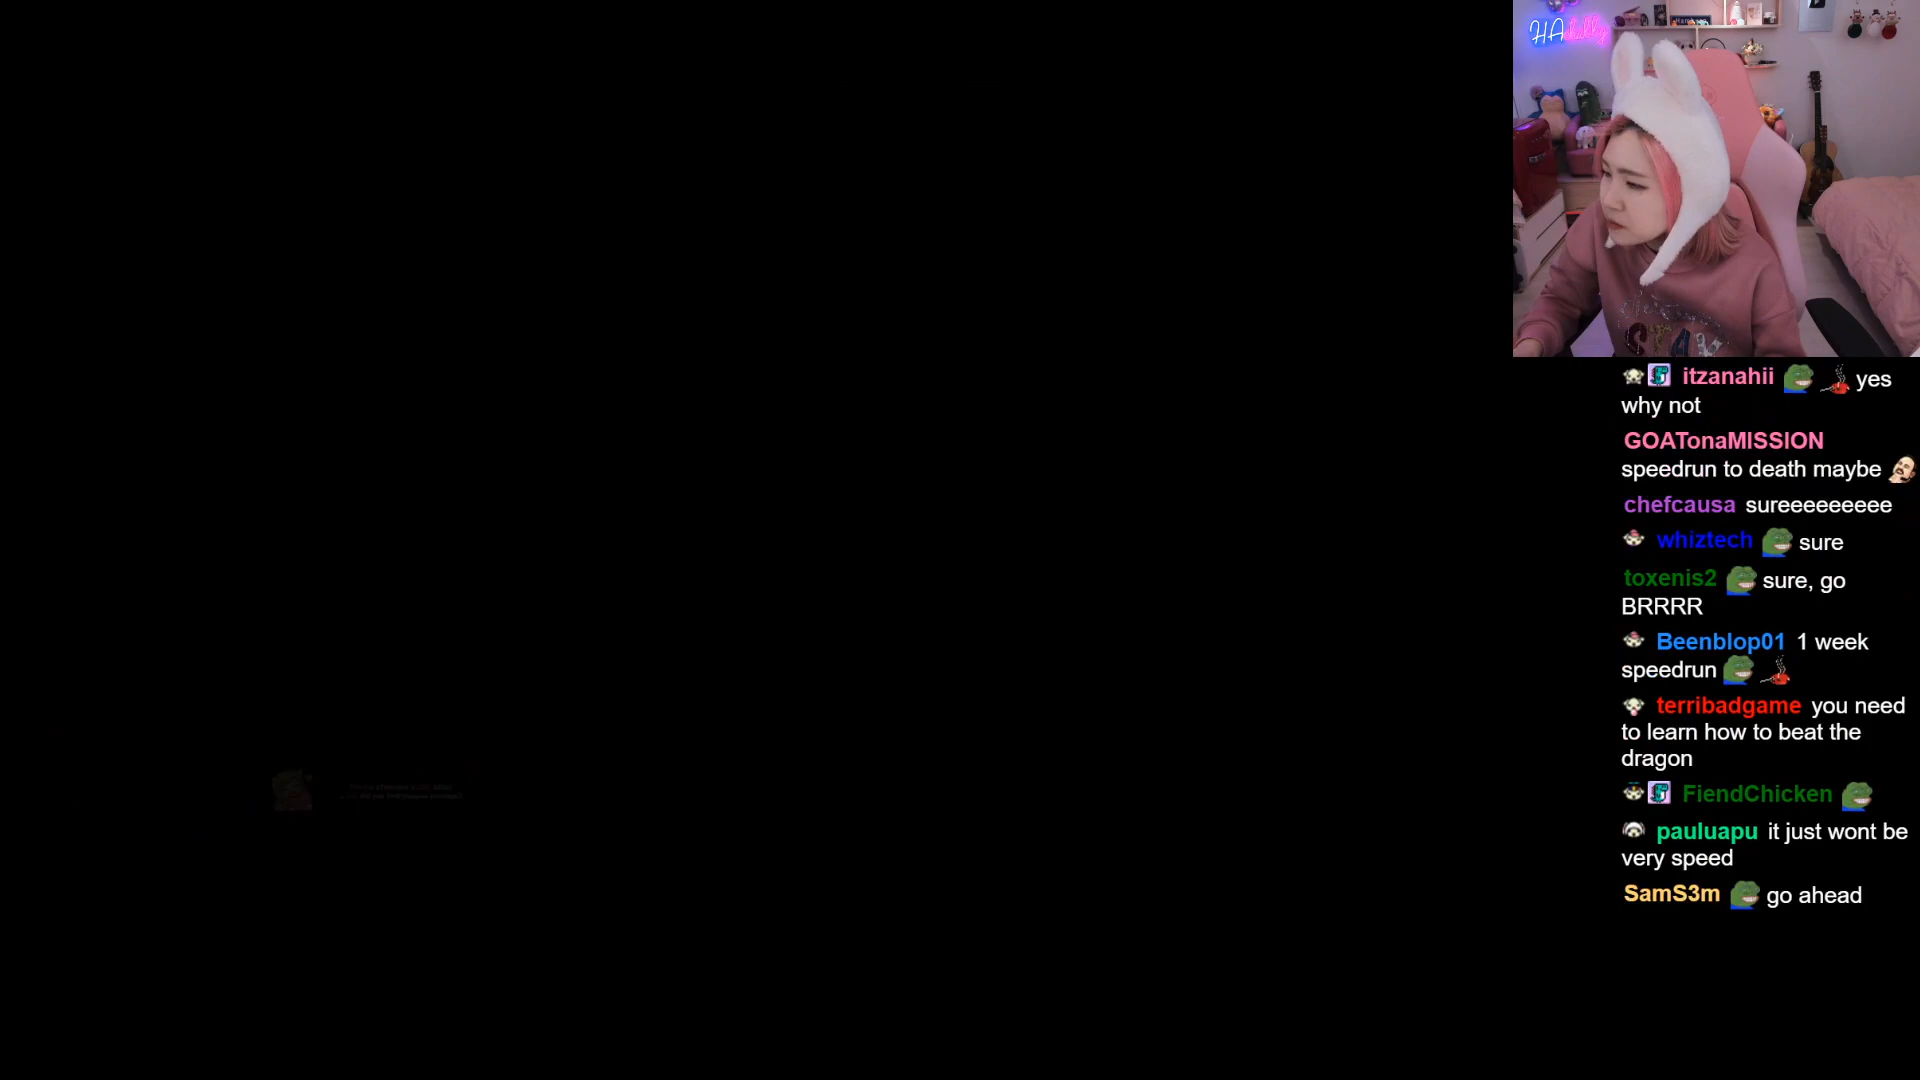 HAchubby
itzanahii yes
why not
GOATonaMISSION
speedrun to death maybe
chefcausa sureeeeeeeee
whiztech sure
toxenis2 sure, go
BRRRR
Beenblop01 1 week
speedrun
terribadgame you need
to learn how to beat the
dragon
FiendChicken
pauluapu it just wont be
very speed
SamS3m go ahead